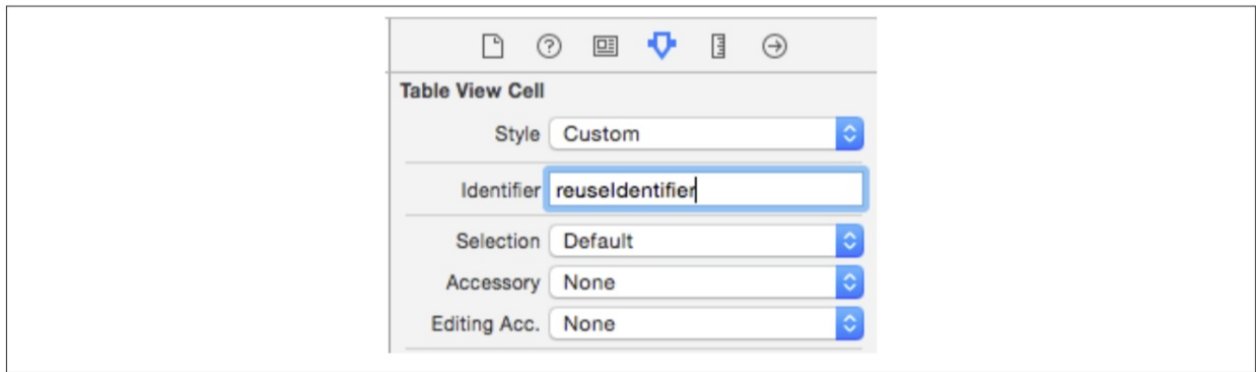 Table View Cell
Style Custom
Identifier reuseIdentifier
Selection Default
Accessory None
Editing Acc. None